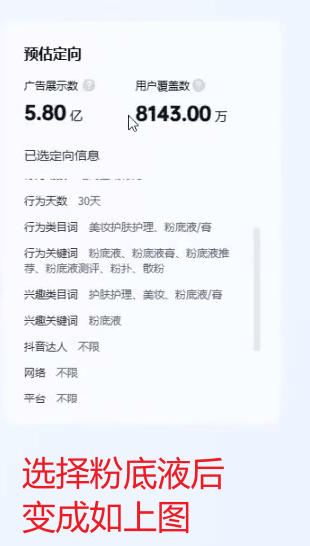 预估定向
广告展示数 ? 用户覆盖数 ?
5.80 亿 8143.00 万
已选定向信息
行为天数 30天
行为类目词 美妆护肤护理、粉底液/膏
行为关键词 粉底液、粉底液膏、粉底液推
荐、粉底液测评、粉扑、散粉
兴趣类目词 护肤护理、美妆、粉底液/膏
兴趣关键词 粉底液
抖音达人 不限
网络 不限
平台 不限
选择粉底液后
变成如上图